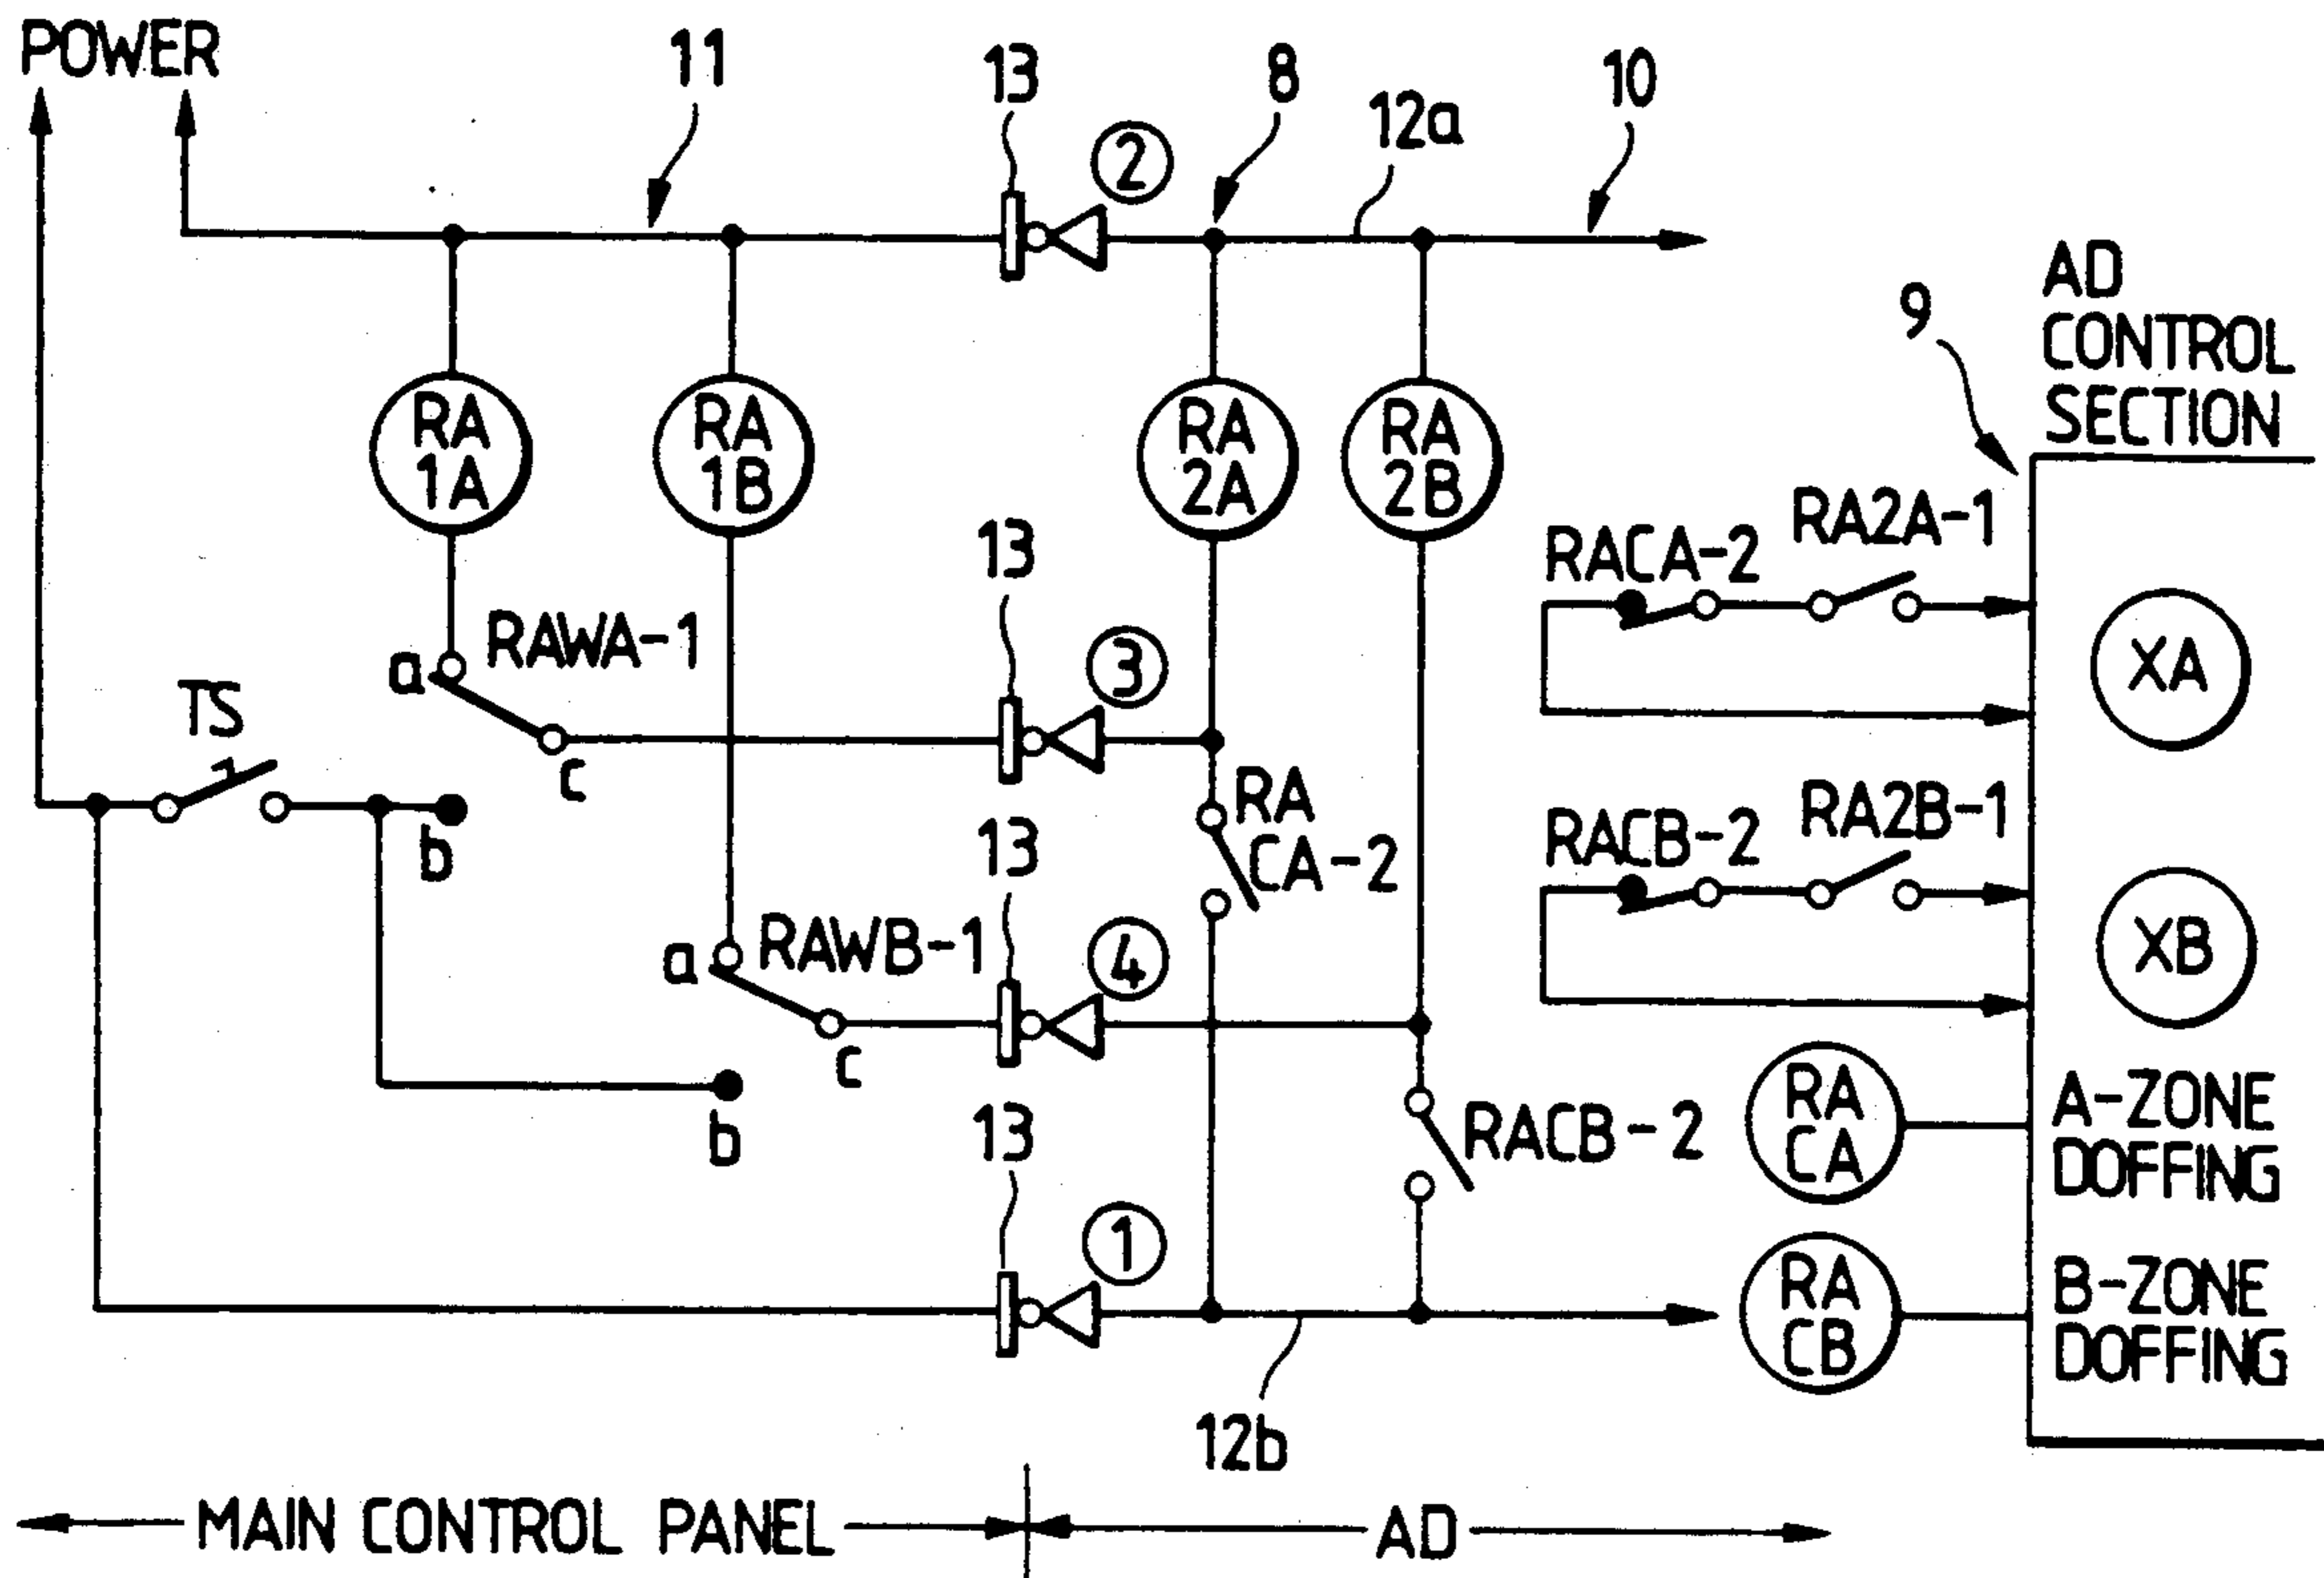 POWER
11
13
②
8
12a
10
AD
CONTROL
SECTION
9
RA
1A
RA
1B
RA
2A
RA
2B
13
RACA-2
RA2A-1
XA
a
RAWA-1
③
TS
c
b
13
RA
CA-2
RACB-2
RA2B-1
XB
a
RAWB-1
④
c
b
13
RACB-2
RA
CA
A-ZONE
DOFFING
①
RA
CB
B-ZONE
DOFFING
12b
MAIN CONTROL PANEL
AD